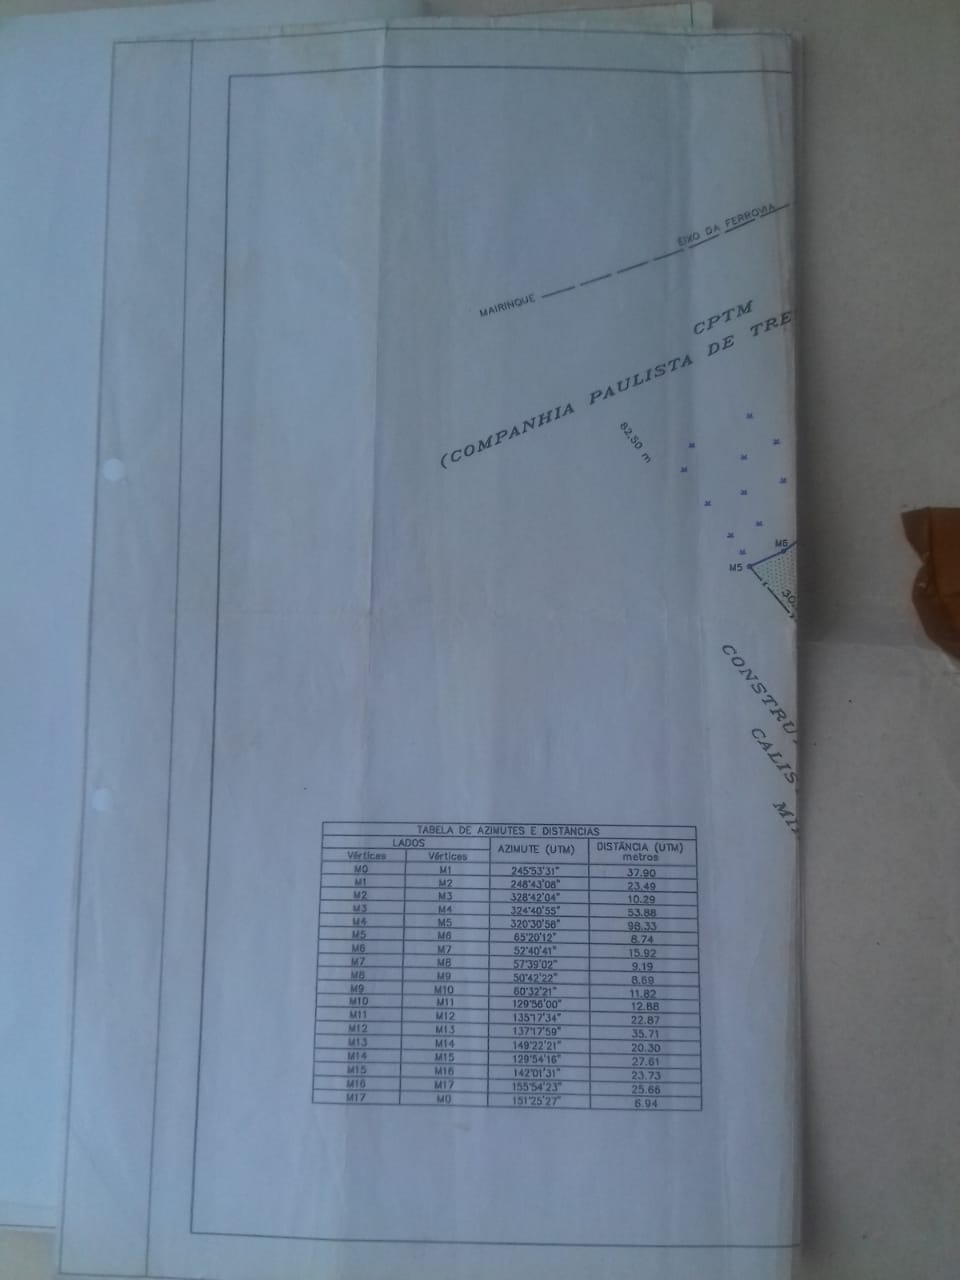 EIXO DA FERROVIA
MAIRINQUE
CPTM
(COMPANHIA PAULISTA DE TRE
82.50 m
M6
M5
30
CONSTRU
CALIS
MI
TABELA DE AZIMUTES E DISTÂNCIAS
LADOS AZIMUTE (UTM) DISTÂNCIA (UTM)
Vértices Vértices metros
M0 M1 245°53'31" 37.90
M1 M2 248°43'08" 23.49
M2 M3 328°42'04" 10.29
M3 M4 324°40'55" 53.88
M4 M5 320°30'56" 98.33
M5 M6 65°20'12" 8.74
M6 M7 52°40'41" 15.92
M7 M8 57°39'02" 9.19
M8 M9 50°42'22" 8.69
M9 M10 60°32'21" 11.82
M10 M11 129°56'00" 12.88
M11 M12 135°17'34" 22.87
M12 M13 137°17'59" 35.71
M13 M14 149°22'21" 20.30
M14 M15 129°54'16" 27.61
M15 M16 142°01'31" 23.73
M16 M17 155°54'23" 25.66
M17 M0 151°25'27" 6.94